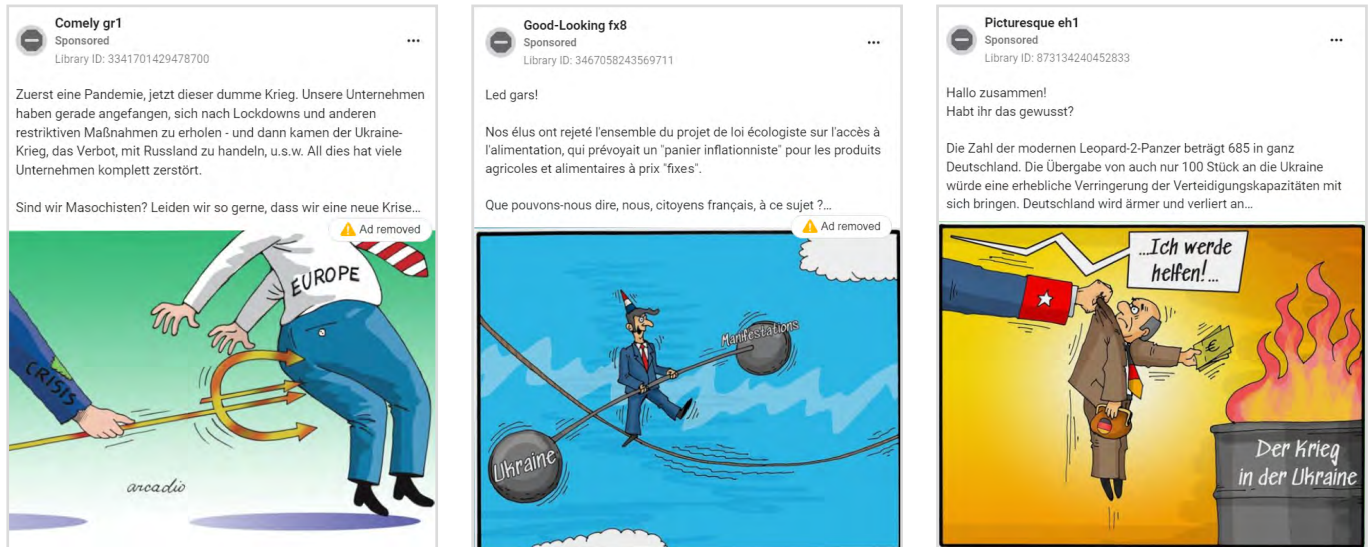 Comely gr1
Sponsored
Library ID: 3341701429478700
Zuerst eine Pandemie, jetzt dieser dumme Krieg. Unsere Unternehmen
haben gerade angefangen, sich nach Lockdowns und anderen
restriktiven Maßnahmen zu erholen - und dann kamen der Ukraine-
Krieg, das Verbot, mit Russland zu handeln, u.s.w. All dies hat viele
Unternehmen komplett zerstört.
Sind wir Masochisten? Leiden wir so gerne, dass wir eine neue Krise...
Ad removed
EUROPE
CRISIS
arcadio
Good-Looking fx8
Sponsored
Library ID: 3467058243569711
Led gars!
Nos élus ont rejeté l'ensemble du projet de loi écologiste sur l'accès à
l'alimentation, qui prévoyait un "panier inflationniste" pour les produits
agricoles et alimentaires à prix "fixes".
Que pouvons-nous dire, nous, citoyens français, à ce sujet ?...
Ad removed
Manifestations
Ukraine
Picturesque eh1
Sponsored
Library ID: 873134240452833
Hallo zusammen!
Habt ihr das gewusst?
Die Zahl der modernen Leopard-2-Panzer beträgt 685 in ganz
Deutschland. Die Übergabe von auch nur 100 Stück an die Ukraine
würde eine erhebliche Verringerung der Verteidigungskapazitäten mit
sich bringen. Deutschland wird ärmer und verliert an...
...Ich werde
helfen!...
Der Krieg
in der Ukraine